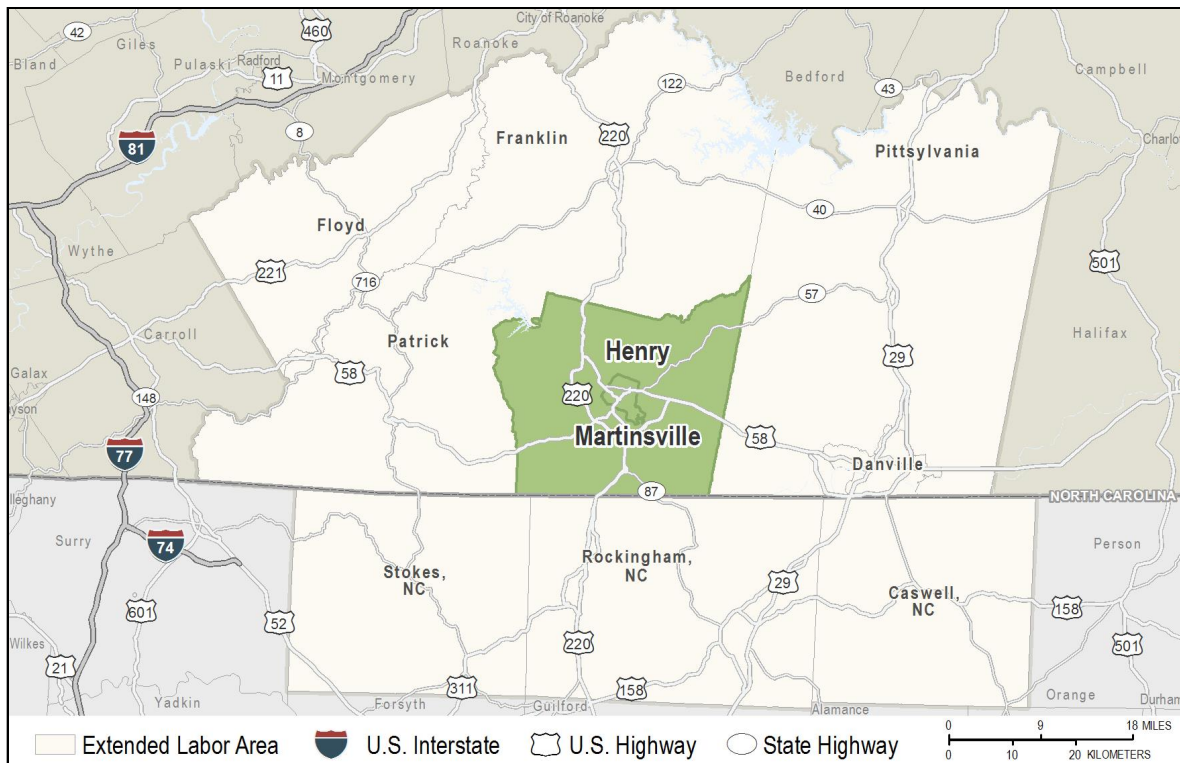 City of Roanoke
42
Giles
460
Roanoke
Bland
Pulaski
Radford
11
Montgomery
122
Bedford
43
Campbell
8
81
Franklin
220
Pittsylvania
Charlo
Floyd
40
Wythe
221
716
57
501
Carroll
Patrick
Henry
29
Halifax
Galax
58
220
148
ayson
Martinsville
58
77
Danville
87
lleghany
NORTH CAROLINA
Surry
74
Rockingham,
NC
Person
Stokes,
NC
29
Caswell,
NC
601
52
158
Wilkes
21
220
501
311
158
Yadkin
Forsyth
Guilford
Alamance
Orange
Durham
Extended Labor Area
U.S. Interstate
U.S. Highway
State Highway
0 9 18 MILES
0 10 20 KILOMETERS